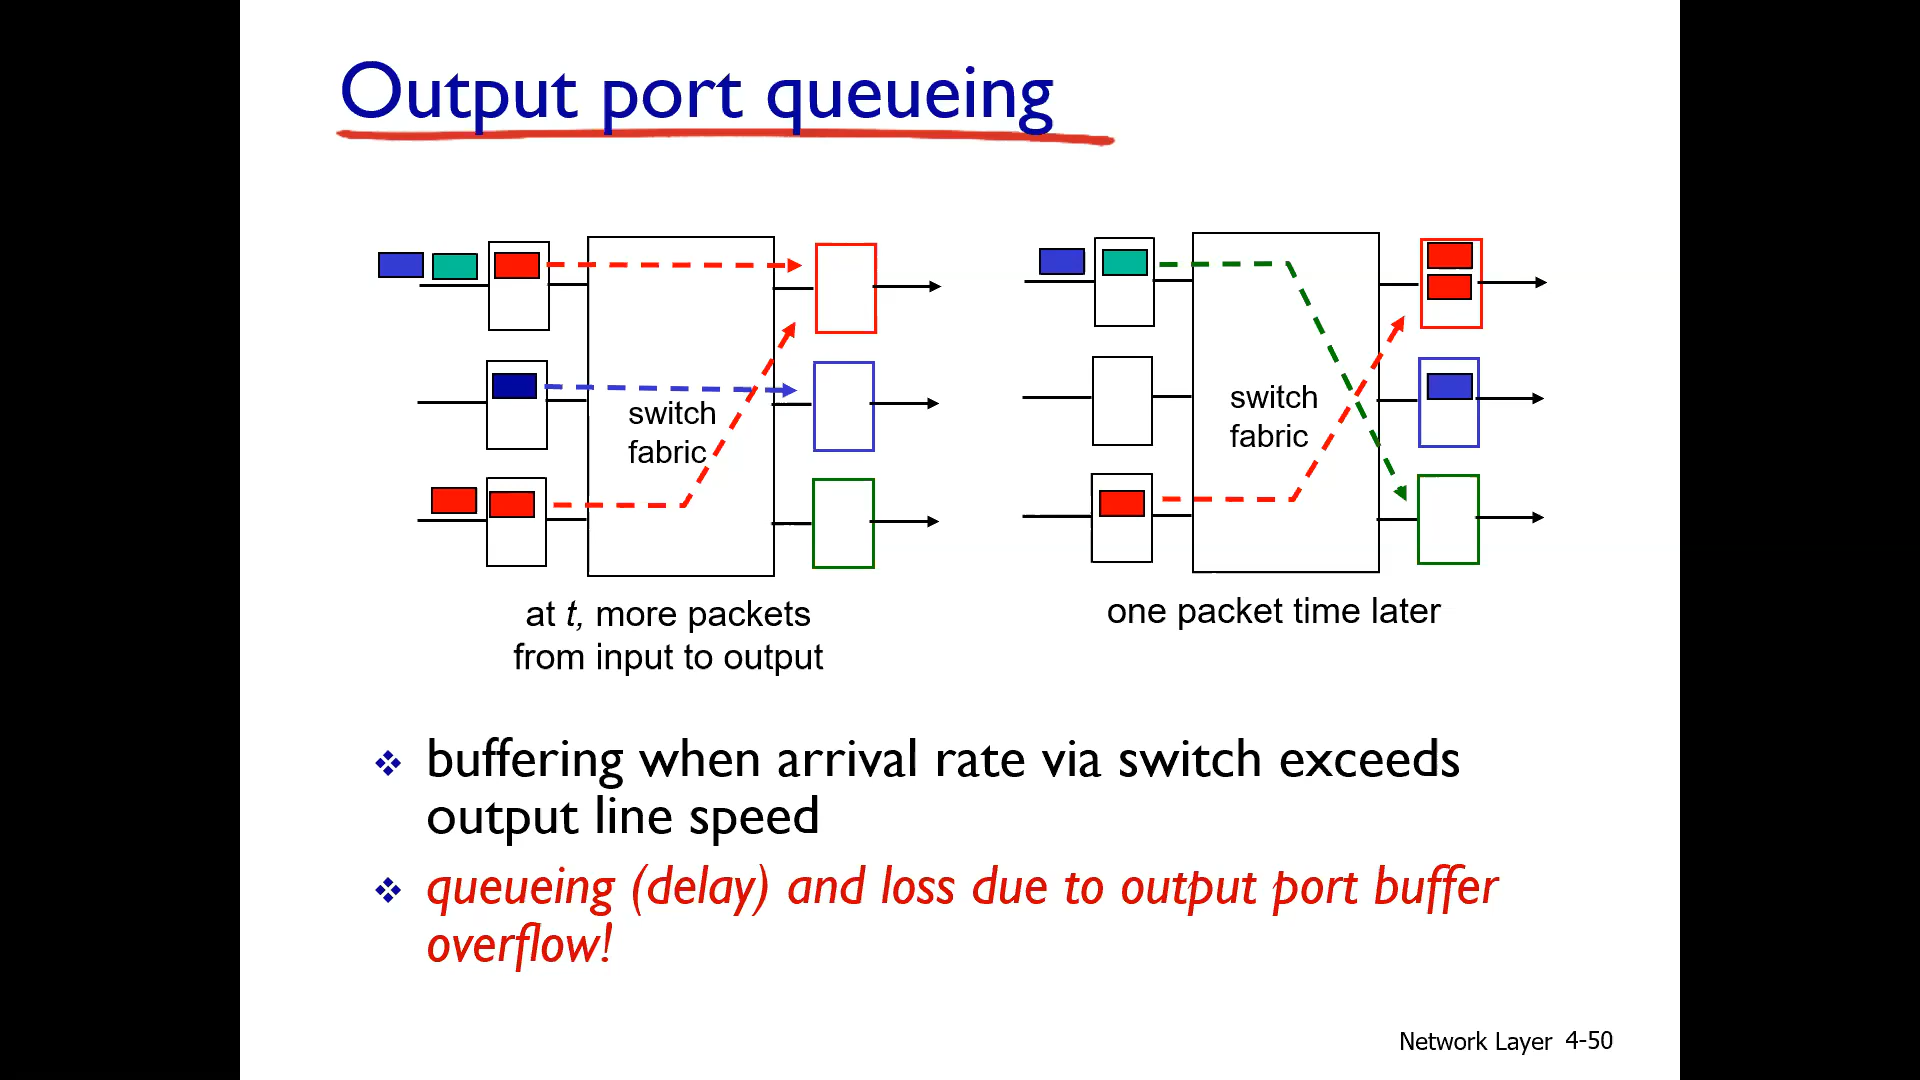 Output port queueing
switch
fabric
at t, more packets
from input to output
switch
fabric
one packet time later
buffering when arrival rate via switch exceeds
output line speed
queueing (delay) and loss due to output port buffer
overflow!
Network Layer 4-50